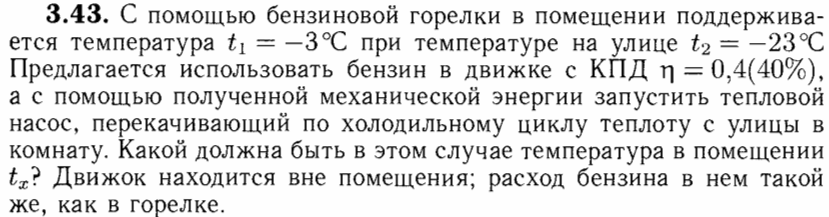 3.43. С помощью бензиновой горелки в помещении поддержива-
ется температура t₁ = −3°C при температуре на улице t₂ = −23°C
Предлагается использовать бензин в движке с КПД η = 0,4(40%),
а с помощью полученной механической энергии запустить тепловой
насос, перекачивающий по холодильному циклу теплоту с улицы в
комнату. Какой должна быть в этом случае температура в помещении
tₓ? Движок находится вне помещения; расход бензина в нем такой
же, как в горелке.